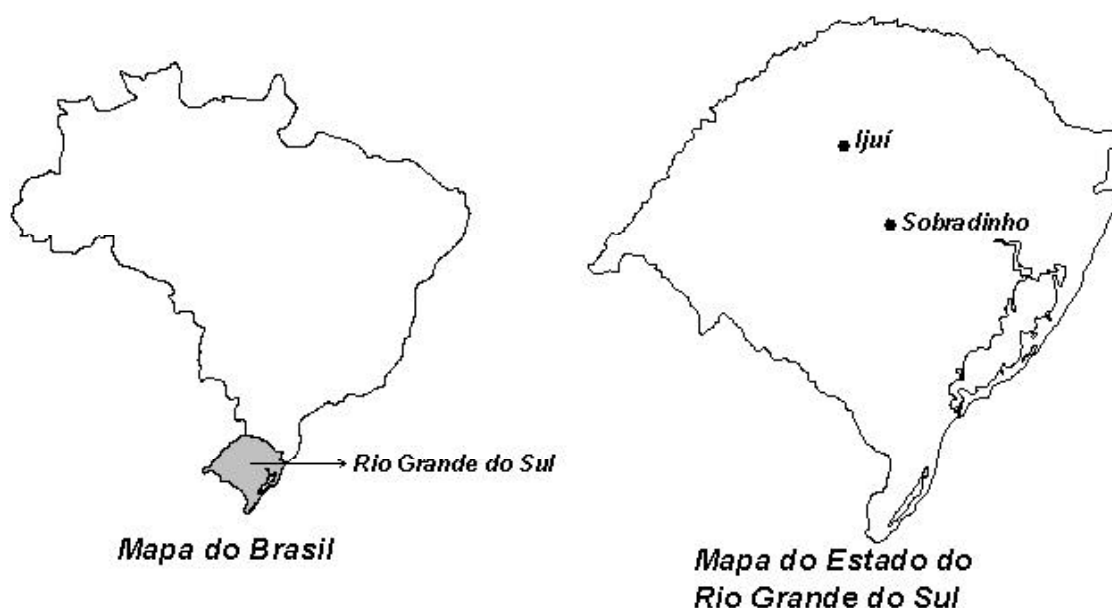 Ijuí
Sobradinho
Rio Grande do Sul
Mapa do Brasil
Mapa do Estado do
Rio Grande do Sul